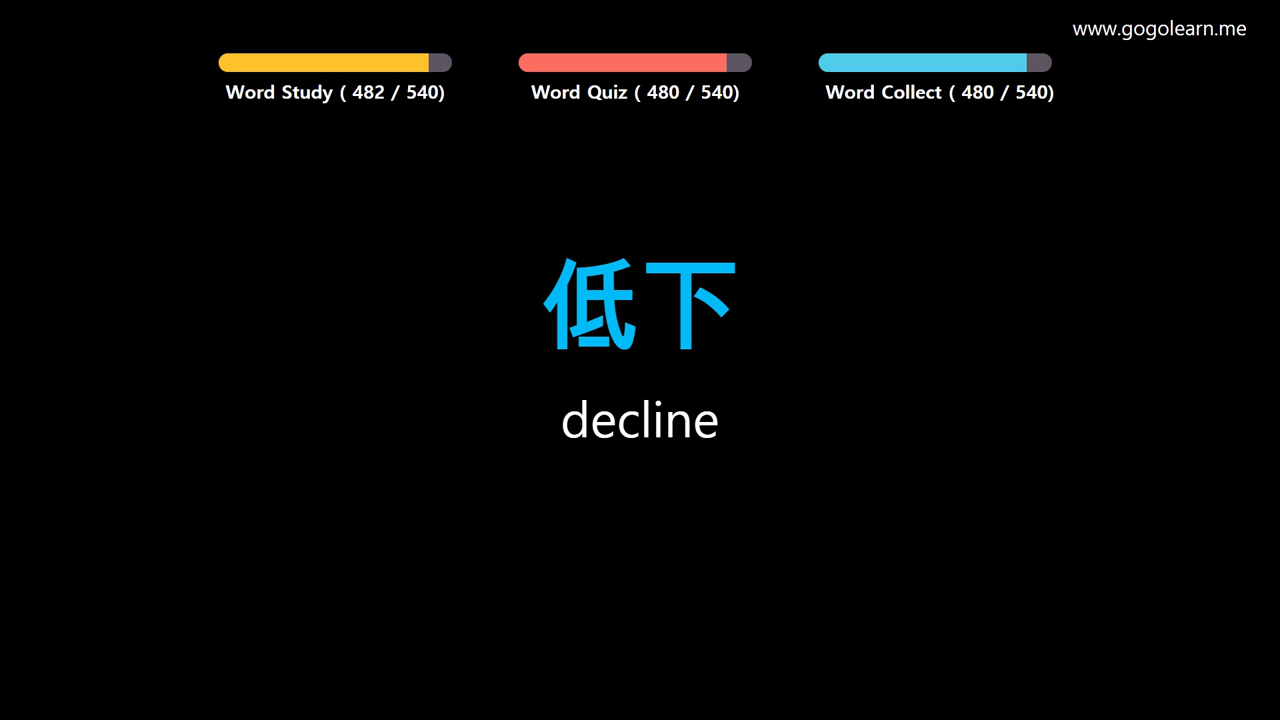 www.gogolearn.me
Word Study ( 482 / 540)
Word Quiz ( 480 / 540)
Word Collect ( 480 / 540)
低下
decline